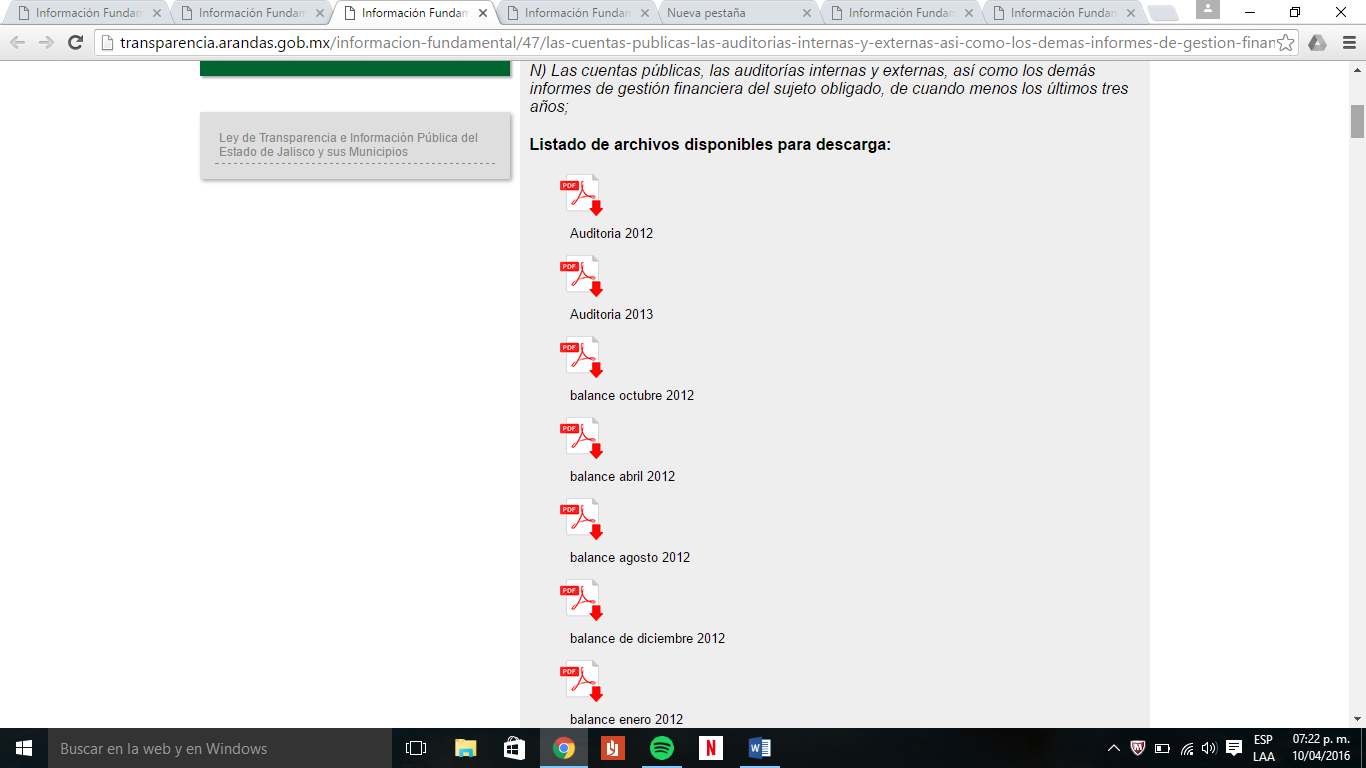 Información Fundam
Información Fundam
Información Fundam
Información Fundam
Nueva pestaña
Información Fundam
Información Fundam
transparencia.arandas.gob.mx/informacion-fundamental/47/las-cuentas-publicas-las-auditorias-internas-y-externas-asi-como-los-demas-informes-de-gestion-finan
N) Las cuentas públicas, las auditorías internas y externas, así como los demás
informes de gestión financiera del sujeto obligado, de cuando menos los últimos tres
años;
Ley de Transparencia e Información Pública del
Estado de Jalisco y sus Municipios
Listado de archivos disponibles para descarga:
PDF
Auditoria 2012
PDF
Auditoria 2013
PDF
balance octubre 2012
PDF
balance abril 2012
PDF
balance agosto 2012
PDF
balance de diciembre 2012
PDF
balance enero 2012
Buscar en la web y en Windows
N
W
ESP
LAA
07:22 p. m.
10/04/2016